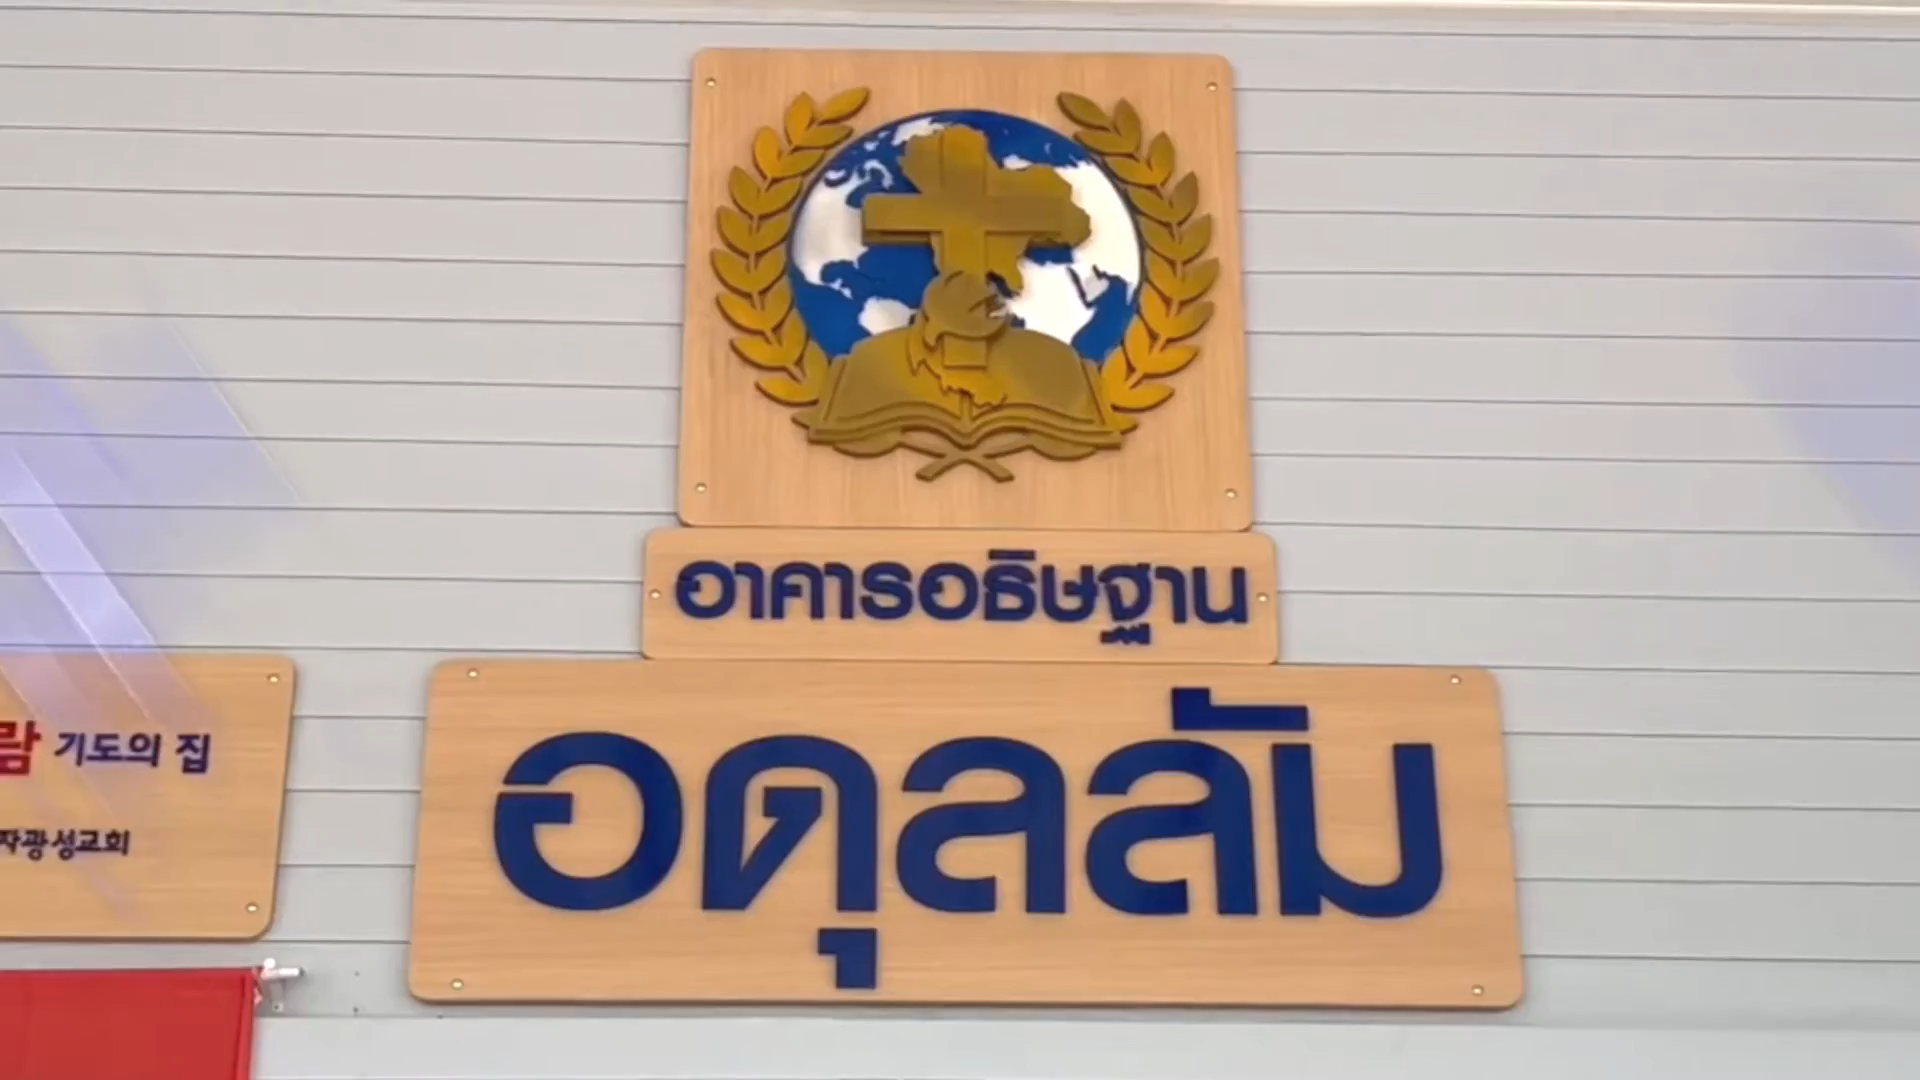 อาคารอธิษฐาน
อดุลลัม
람 기도의 집
자광성교회